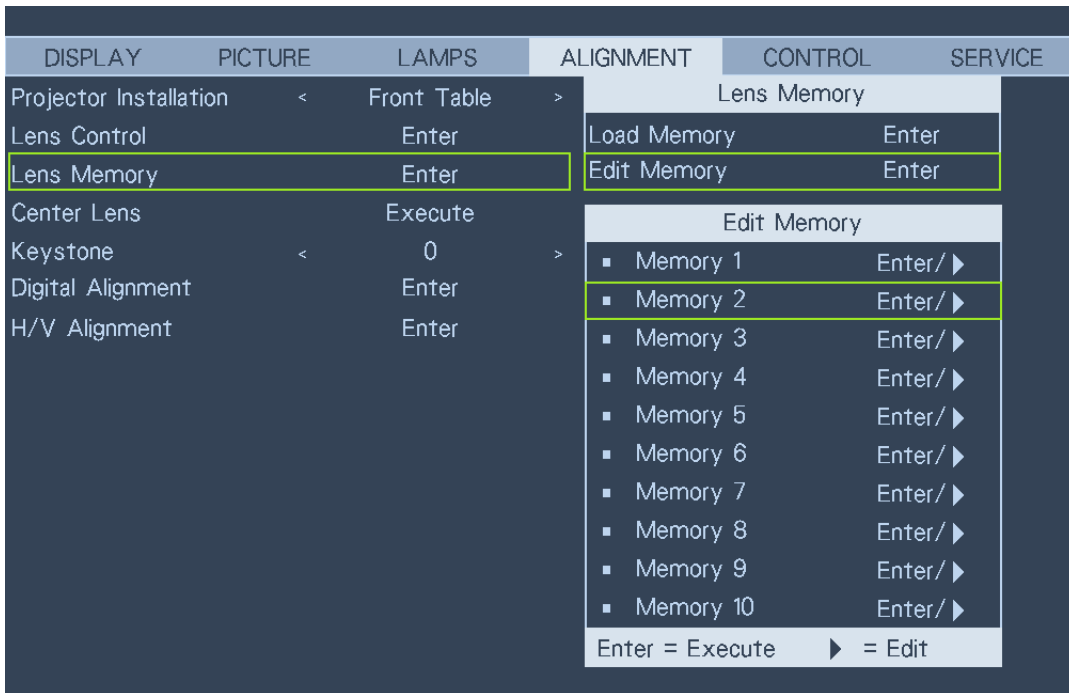 DISPLAY PICTURE LAMPS ALIGNMENT CONTROL SERVICE
Projector Installation < Front Table >
Lens Control Enter
Lens Memory Enter
Center Lens Execute
Keystone < 0 >
Digital Alignment Enter
H/V Alignment Enter
Lens Memory
Load Memory Enter
Edit Memory Enter
Edit Memory
▪ Memory 1 Enter/▶
▪ Memory 2 Enter/▶
▪ Memory 3 Enter/▶
▪ Memory 4 Enter/▶
▪ Memory 5 Enter/▶
▪ Memory 6 Enter/▶
▪ Memory 7 Enter/▶
▪ Memory 8 Enter/▶
▪ Memory 9 Enter/▶
▪ Memory 10 Enter/▶
Enter = Execute ▶ = Edit